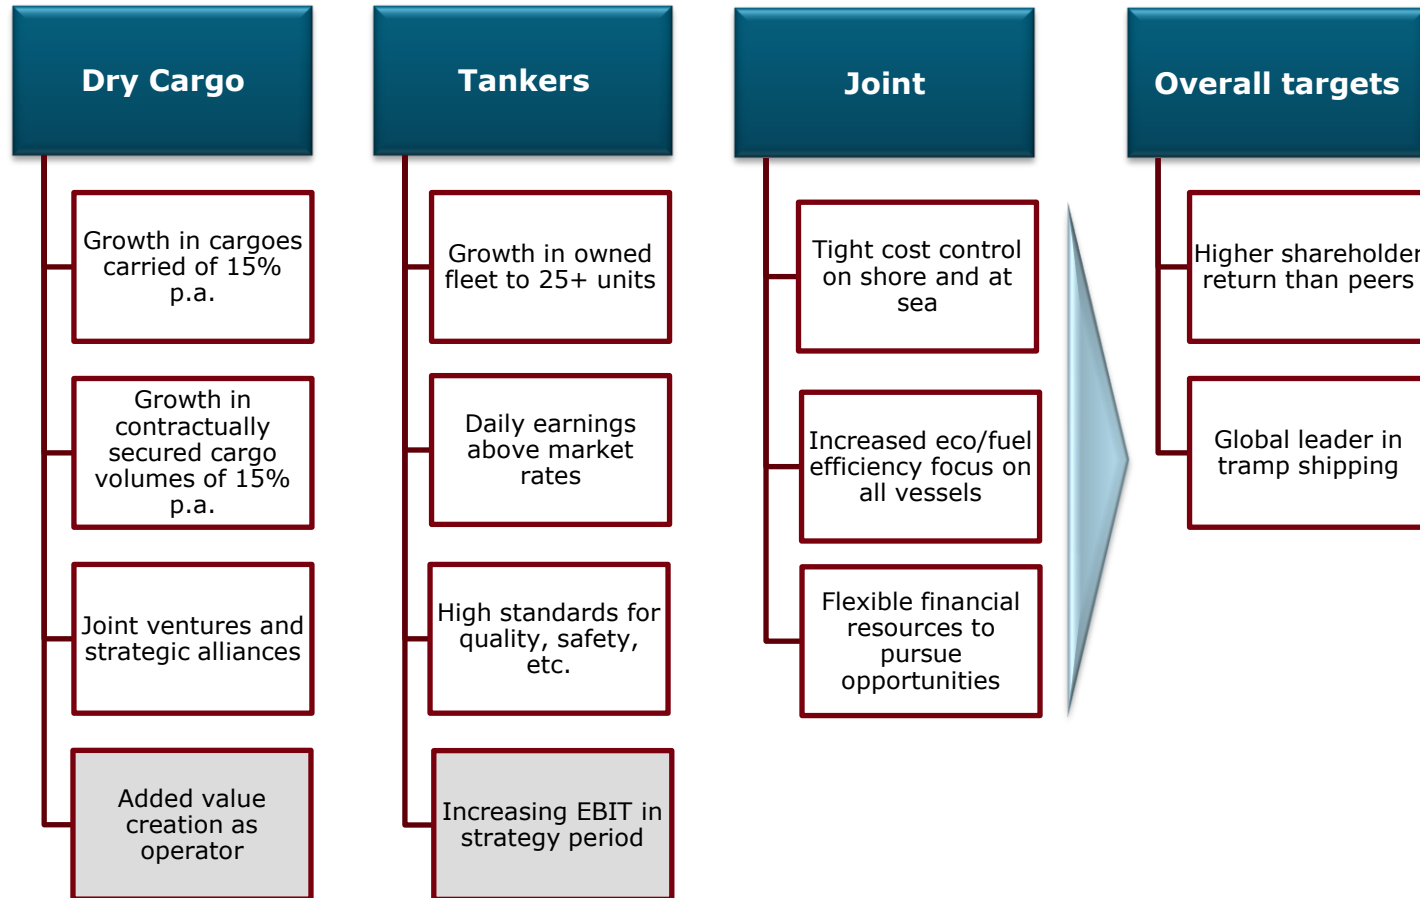 Dry Cargo
Growth in cargoes
carried of 15%
p.a.
Growth in
contractually
secured cargo
volumes of 15%
p.a.
Joint ventures and
strategic alliances
Added value
creation as
operator
Tankers
Growth in owned
fleet to 25+ units
Daily earnings
above market
rates
High standards for
quality, safety,
etc.
Increasing EBIT in
strategy period
Joint
Tight cost control
on shore and at
sea
Increased eco/fuel
efficiency focus on
all vessels
Flexible financial
resources to
pursue
opportunities
Overall targets
Higher shareholder
return than peers
Global leader in
tramp shipping